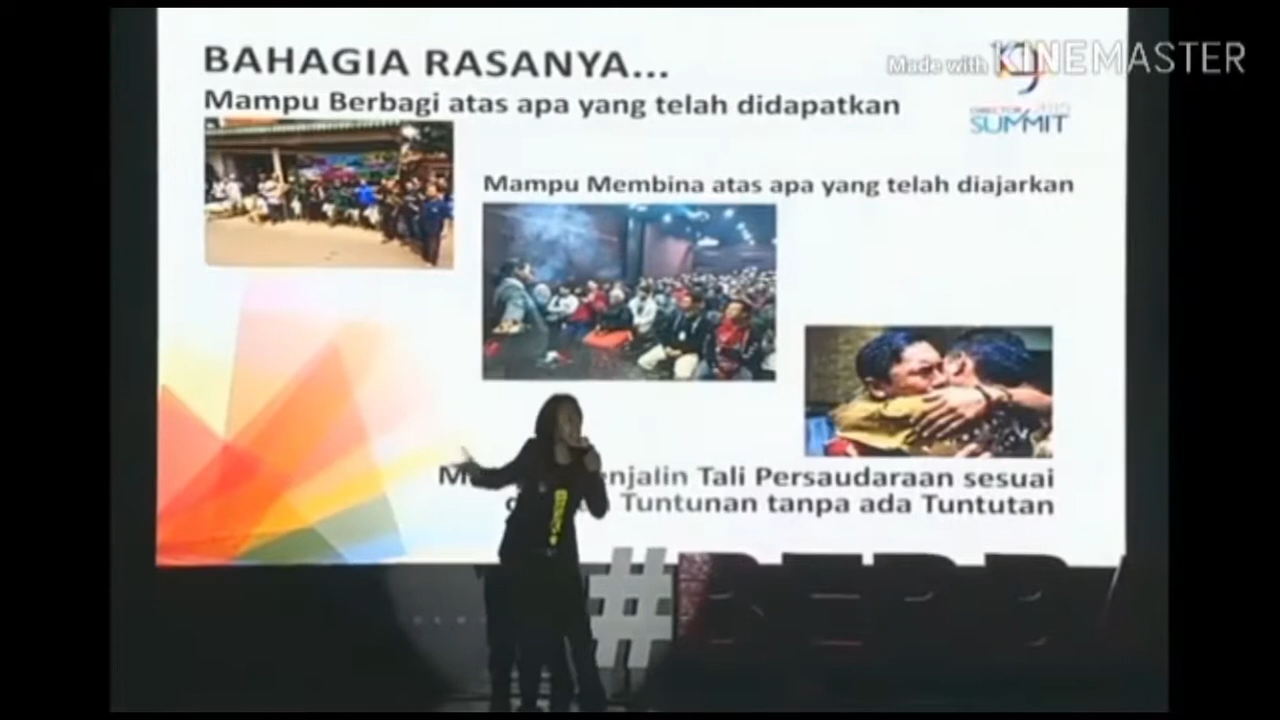 BAHAGIA RASANYA...
Made with KINEMASTER
Mampu Berbagi atas apa yang telah didapatkan
SUMMIT
Mampu Membina atas apa yang telah diajarkan
Menjalin Tali Persaudaraan sesuai
Tuntunan tanpa ada Tuntutan
#